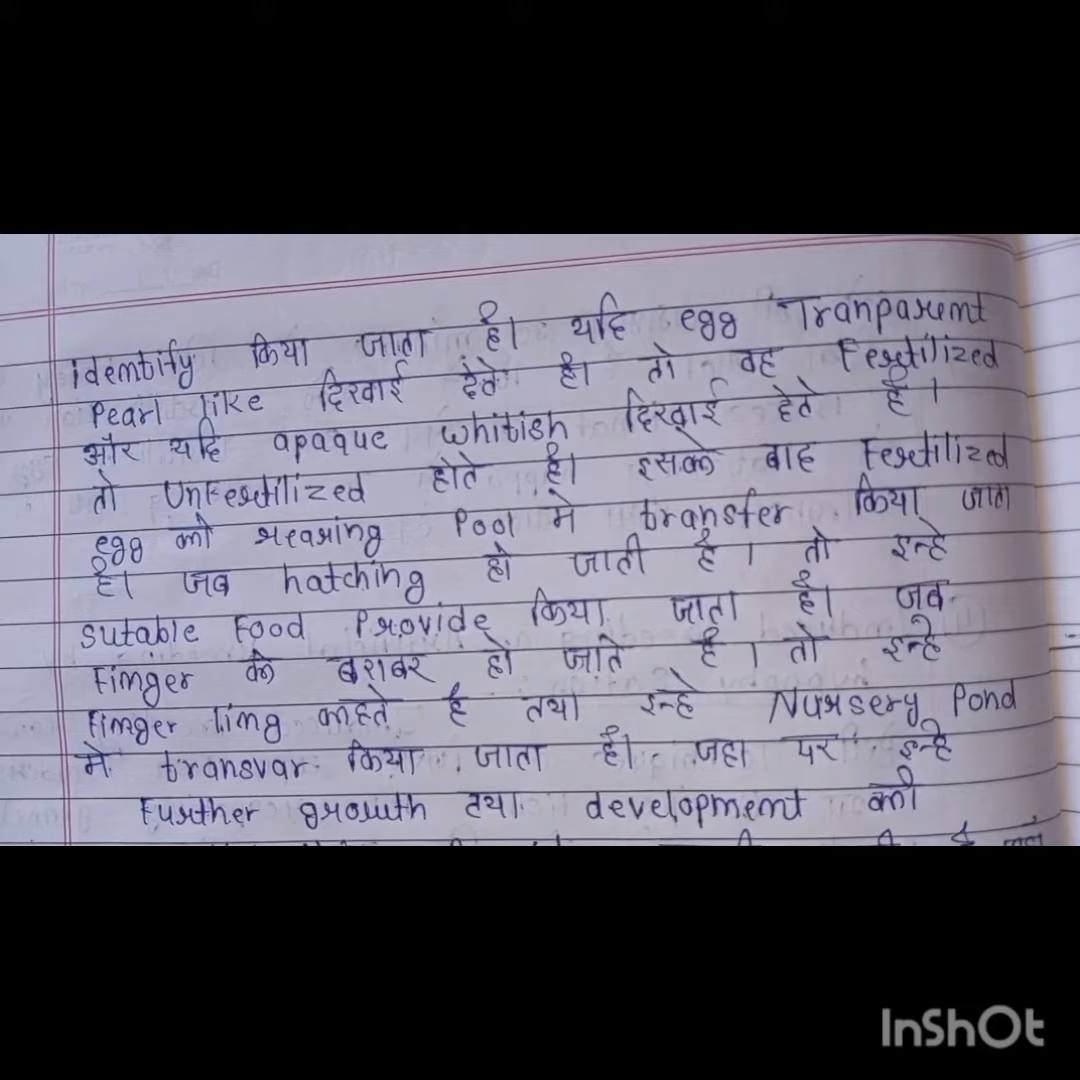 identify किया जाता है। यदि egg Tranparent
Pearl like दिखाई देते है। तो वह Fertilized
और यदि apaque whitish दिखाई देते है।
तो Unfertilized होते है। इसके बाद Fertilized
egg को rearing Pool मे transfer किया जाता
है। जब hatching हो जाती है। तो इन्हे
Sutable Food Provide किया जाता है। जब
Finger के बराबर हो जाते है। तो इन्हे
Finger ling कहते है तथा इन्हे Nursery Pond
मे transvar किया जाता है। जहा पर इन्हे
Further growth तथा development की
InShOt